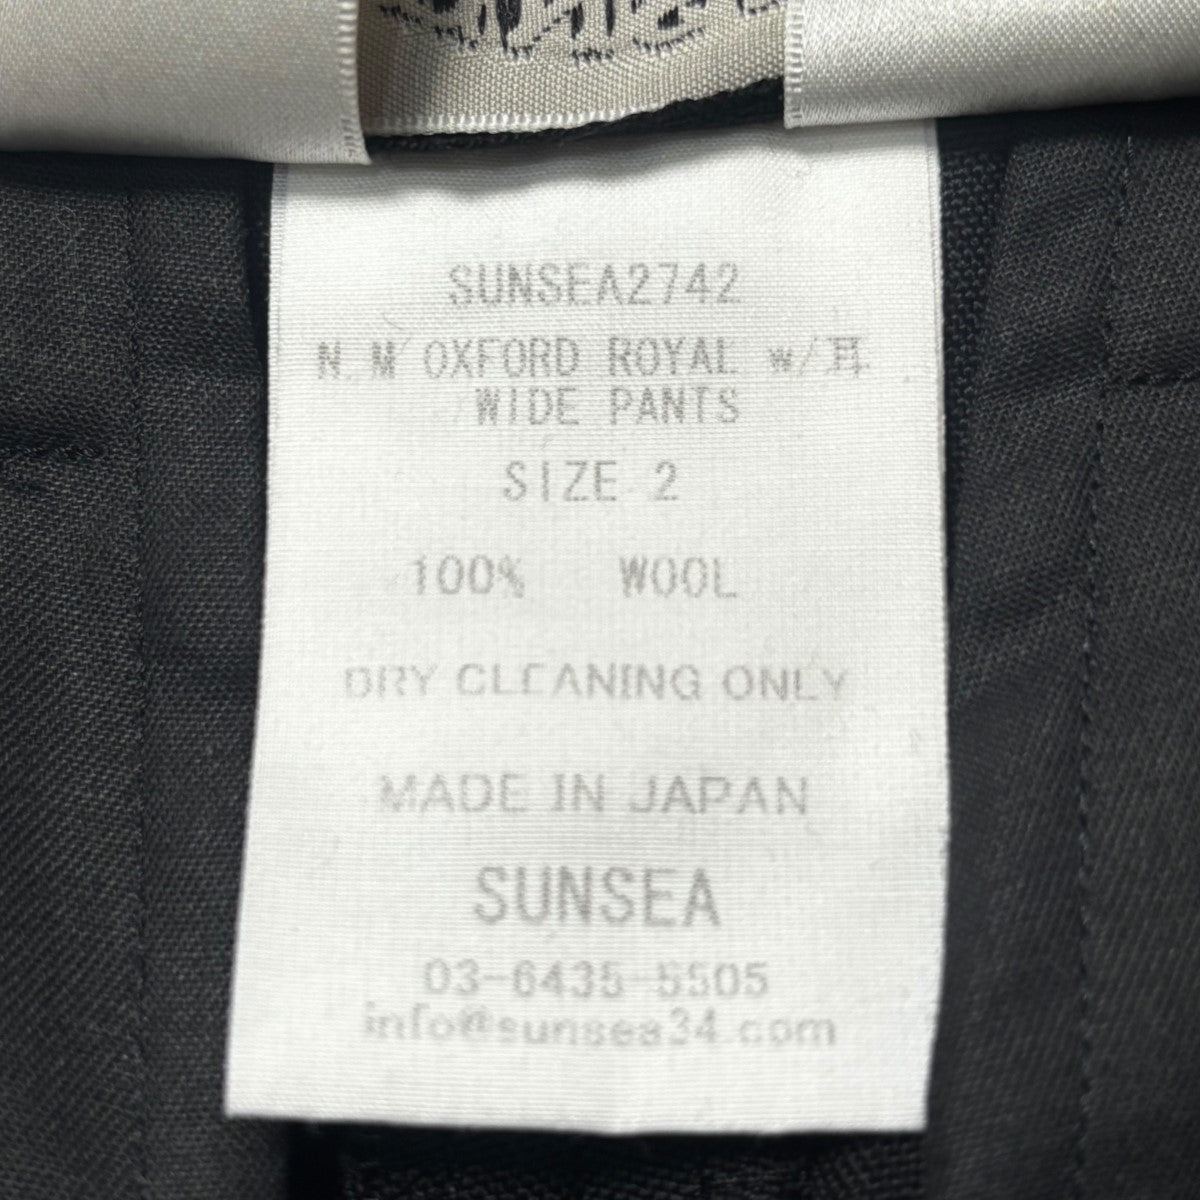 SUNSEA2742
N.M OXFORD ROYAL w/耳
WIDE PANTS
SIZE 2
100% WOOL
DRY CLEANING ONLY
MADE IN JAPAN
SUNSEA
03-6435-5505
info@sunsea34.com